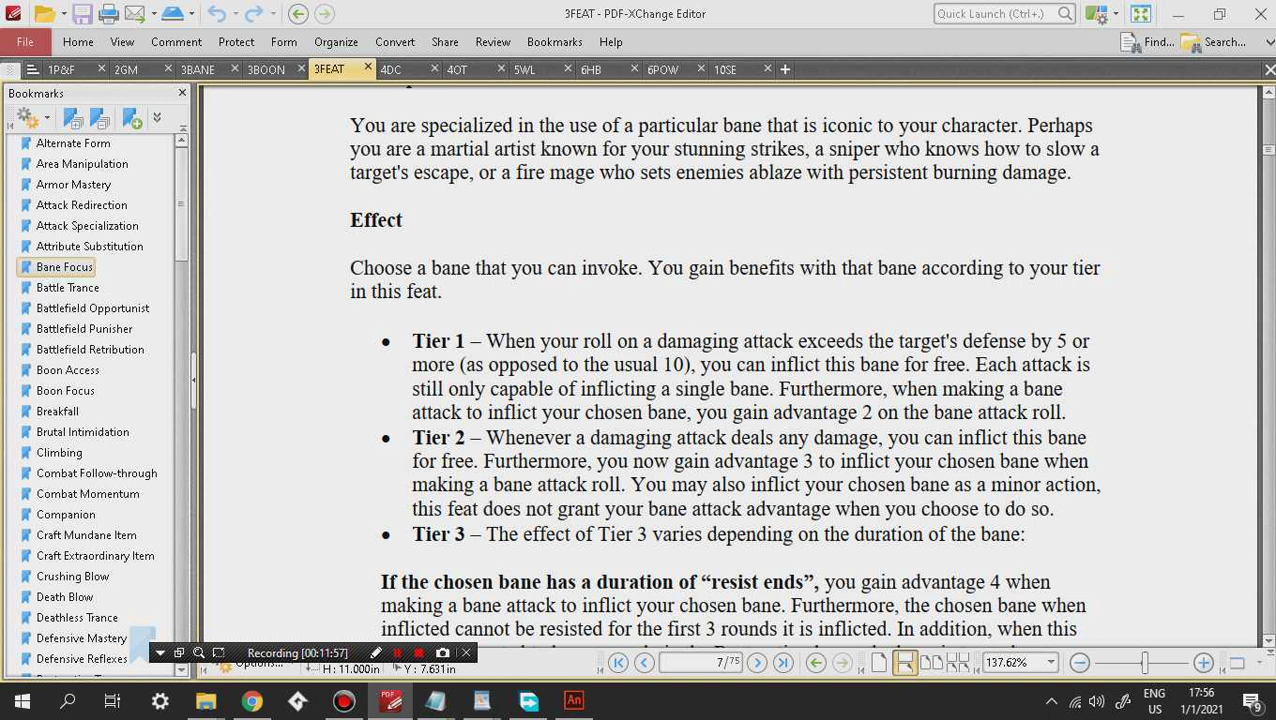 3FEAT - PDF-XChange Editor
Quick Launch (Ctrl+.)
File Home View Comment Protect Form Organize Convert Share Review Bookmarks Help
Find... Search...
1P&F 2GM 3BANE 3BOON 3FEAT 4DC 4OT 5WL 6HB 6POW 10SE
Bookmarks
Alternate Form
Area Manipulation
Armor Mastery
Attack Redirection
Attack Specialization
Attribute Substitution
Bane Focus
Battle Trance
Battlefield Opportunist
Battlefield Punisher
Battlefield Retribution
Boon Access
Boon Focus
Breakfall
Brutal Intimidation
Climbing
Combat Follow-through
Combat Momentum
Companion
Craft Mundane Item
Craft Extraordinary Item
Crushing Blow
Death Blow
Deathless Trance
Defensive Mastery
Defensive Reflexes
You are specialized in the use of a particular bane that is iconic to your character. Perhaps
you are a martial artist known for your stunning strikes, a sniper who knows how to slow a
target's escape, or a fire mage who sets enemies ablaze with persistent burning damage.
Effect
Choose a bane that you can invoke. You gain benefits with that bane according to your tier
in this feat.
• Tier 1 – When your roll on a damaging attack exceeds the target's defense by 5 or
more (as opposed to the usual 10), you can inflict this bane for free. Each attack is
still only capable of inflicting a single bane. Furthermore, when making a bane
attack to inflict your chosen bane, you gain advantage 2 on the bane attack roll.
• Tier 2 – Whenever a damaging attack deals any damage, you can inflict this bane
for free. Furthermore, you now gain advantage 3 to inflict your chosen bane when
making a bane attack roll. You may also inflict your chosen bane as a minor action,
this feat does not grant your bane attack advantage when you choose to do so.
• Tier 3 – The effect of Tier 3 varies depending on the duration of the bane:
If the chosen bane has a duration of “resist ends”, you gain advantage 4 when
making a bane attack to inflict your chosen bane. Furthermore, the chosen bane when
inflicted cannot be resisted for the first 3 rounds it is inflicted. In addition, when this
Recording [00:11:57]
Options... H: 11.000in Y: 7.631in 7/75 137.62%
PDF An ENG US 17:56 1/1/2021 9